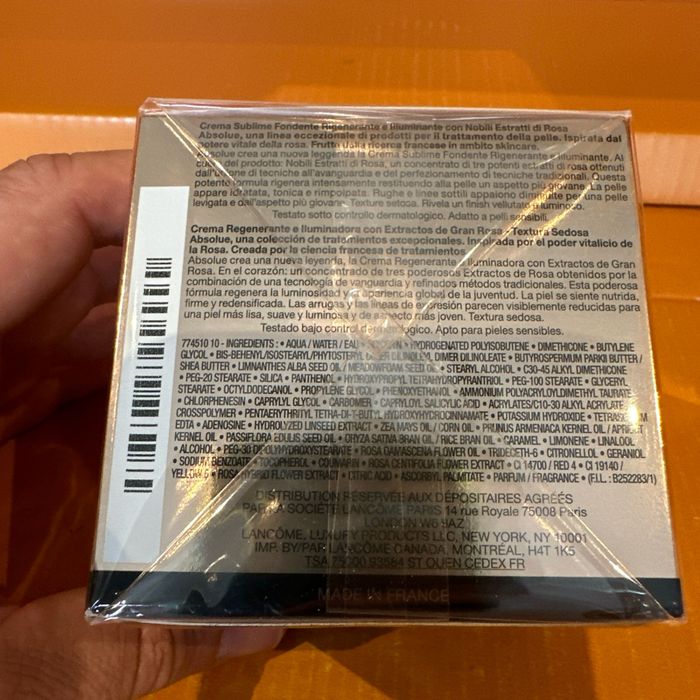 Crema Sublime Fondente Rigenerante e Illuminante con Nobili Estratti di Rosa
Absolue, una linea eccezionale di prodotti per il trattamento della pelle. Ispirata dal
potere vitale della rosa. Frutto della ricerca francese in ambito skincare.
Absolue crea una nuova leggenda la Crema Sublime Fondente Rigenerante e Illuminante. Al
cuore del prodotto: Nobili Estratti di Rosa, un concentrato di tre potenti estratti di rosa ottenuti
dall'unione di tecniche all'avanguardia e del perfezionamento di tecniche tradizionali. Questa
potente formula rigenera intensamente restituendo alla pelle un aspetto più giovane. La pelle
appare idratata, tonica e rimpolpata. Rughe e linee sottili appaiono diminuite per una pelle
levigata e dall'aspetto più giovane • Texture setosa. Rivela un finish vellutato e luminoso.
Testato sotto controllo dermatologico. Adatto a pelli sensibili.
Crema Regenerante e Iluminadora con Extractos de Gran Rosa - Textura Sedosa
Absolue, una colección de tratamientos excepcionales. Inspirada por el poder vitalicio de
la Rosa. Creada por la ciencia francesa de tratamientos.
Absolue crea una nueva leyenda, la Crema Regenerante e Iluminadora con Extractos de Gran
Rosa. En el corazón: un concentrado de tres poderosos Extractos de Rosa obtenidos por la
combinación de una tecnología de vanguardia y refinados métodos tradicionales. Esta poderosa
fórmula regenera la luminosidad y la apariencia global de la juventud. La piel se siente nutrida,
firme y redensificada. Las arrugas y las líneas de expresión parecen visiblemente reducidas para
una piel más lisa, suave y luminosa y de aspecto más joven. Textura sedosa.
Testado bajo control dermatológico. Apto para pieles sensibles.
774510 10 - INGREDIENTS : • AQUA / WATER / EAU • HYDROGENATED POLYISOBUTENE • DIMETHICONE • BUTYLENE
GLYCOL • BIS-BEHENYL/ISOSTEARYL/PHYTOSTERYL DIMER DILINOLEYL DIMER DILINOLEATE • BUTYROSPERMUM PARKII BUTTER /
SHEA BUTTER • LIMNANTHES ALBA SEED OIL / MEADOWFOAM SEED OIL • STEARYL ALCOHOL • C30-45 ALKYL DIMETHICONE
• PEG-20 STEARATE • SILICA • PANTHENOL • HYDROXYPROPYL TETRAHYDROPYRANTRIOL • PEG-100 STEARATE • GLYCERYL
STEARATE • OCTYLDODECANOL • PROPYLENE GLYCOL • PHENOXYETHANOL • AMMONIUM POLYACRYLOYLDIMETHYL TAURATE
• CHLORPHENESIN • CAPRYLYL GLYCOL • CARBOMER • CAPRYLOYL SALICYLIC ACID • ACRYLATES/C10-30 ALKYL ACRYLATE
CROSSPOLYMER • PENTAERYTHRITYL TETRA-DI-T-BUTYL HYDROXYHYDROCINNAMATE • POTASSIUM HYDROXIDE • TETRASODIUM
EDTA • ADENOSINE • HYDROLYZED LINSEED EXTRACT • ZEA MAYS OIL / CORN OIL • PRUNUS ARMENIACA KERNEL OIL / APRICOT
KERNEL OIL • PASSIFLORA EDULIS SEED OIL • ORYZA SATIVA BRAN OIL / RICE BRAN OIL • CARAMEL • LIMONENE • LINALOOL
• ALCOHOL • PEG-30 DIPOLYHYDROXYSTEARATE • ROSA DAMASCENA FLOWER OIL • TRIDECETH-6 • CITRONELLOL • GERANIOL
• SODIUM BENZOATE • TOCOPHEROL • COUMARIN • ROSA CENTIFOLIA FLOWER EXTRACT • CI 14700 / RED 4 • CI 19140 /
YELLOW 5 • ROSA HYBRID FLOWER EXTRACT • CITRIC ACID • ASCORBYL PALMITATE • PARFUM / FRAGRANCE • (F.I.L. : B252283/1)
DISTRIBUTION RÉSERVÉE AUX DÉPOSITAIRES AGRÉÉS
PAR LA SOCIÉTÉ LANCÔME PARIS 14 rue Royale 75008 Paris
LONDON W6 8AZ
LANCÔME, LUXURY PRODUCTS LLC, NEW YORK, NY 10001
IMP. BY/PAR LANCÔME CANADA, MONTRÉAL, H4T 1K5
TSA 75000 93584 ST OUEN CEDEX FR
MADE IN FRANCE